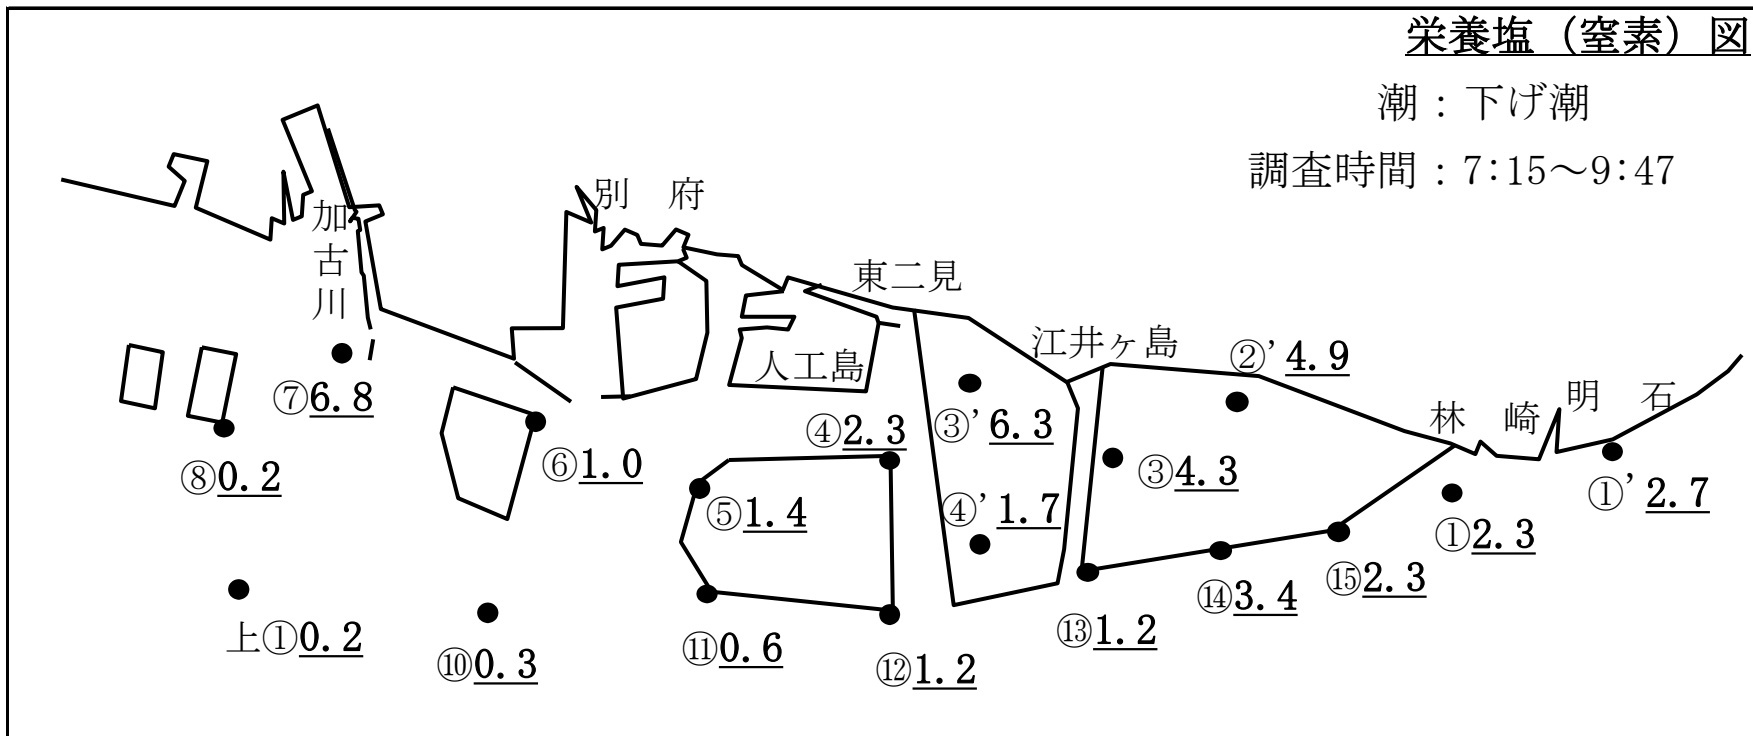 栄養塩（窒素）図
潮：下げ潮
調査時間：7:15～9:47
別 府
加古川
東二見
江井ヶ島
②' 4.9
人工島
林 崎
明 石
⑦6.8
④2.3
③' 6.3
⑧0.2
⑥1.0
③4.3
①' 2.7
⑤1.4
④' 1.7
①2.3
⑮2.3
⑭3.4
上①0.2
⑩0.3
⑪0.6
⑫1.2
⑬1.2